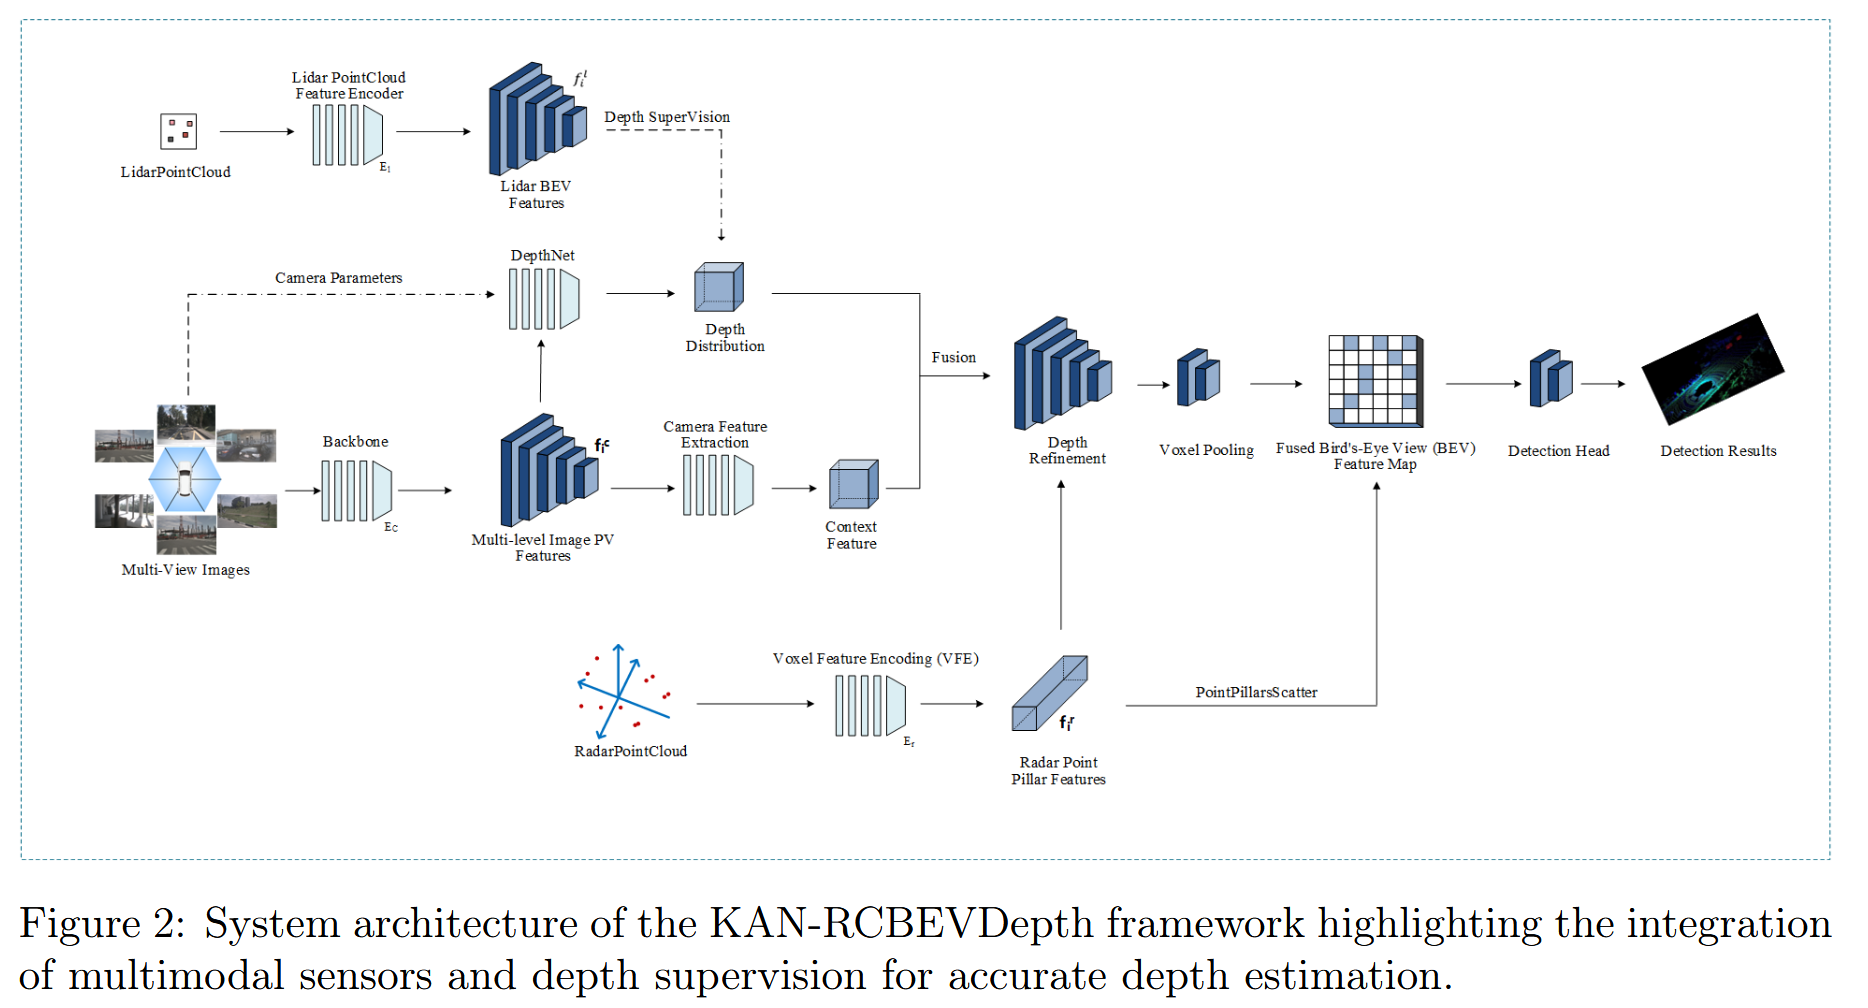 Lidar PointCloud
Feature Encoder
E_l
LidarPointCloud
f_i^l
Lidar BEV
Features
Depth SuperVision
DepthNet
Camera Parameters
Depth
Distribution
Fusion
Backbone
E_C
Multi-View Images
f_i^c
Multi-level Image PV
Features
Camera Feature
Extraction
Context
Feature
Depth
Refinement
Voxel Pooling
Fused Bird's-Eye View (BEV)
Feature Map
Detection Head
Detection Results
RadarPointCloud
Voxel Feature Encoding (VFE)
E_r
f_i^r
Radar Point
Pillar Features
PointPillarsScatter
Figure 2: System architecture of the KAN-RCBEVDepth framework highlighting the integration
of multimodal sensors and depth supervision for accurate depth estimation.